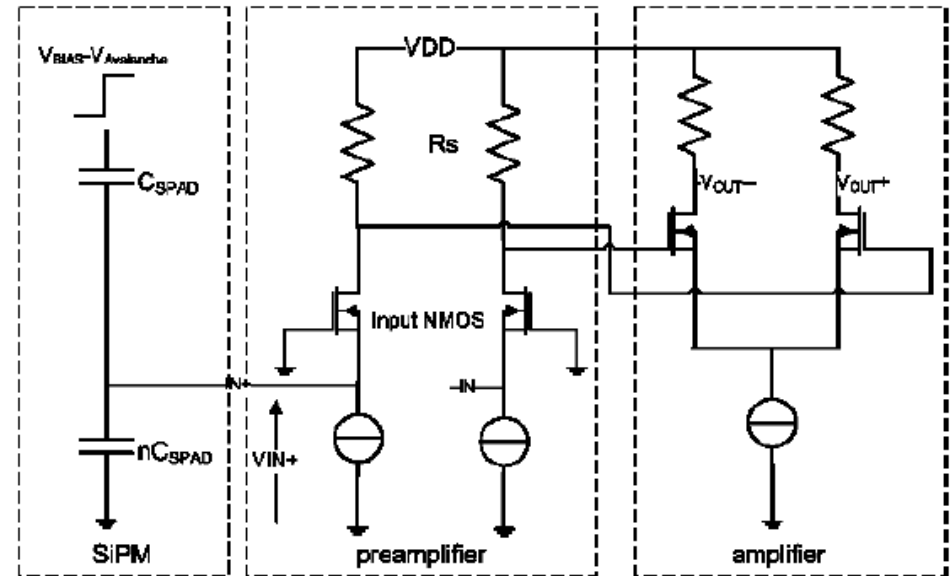 VBIAS-VAvalanche
CSPAD
nCSPAD
SiPM
VDD
Rs
Input NMOS
IN+
-IN
VIN+
preamplifier
VOUT-
VOUT+
amplifier